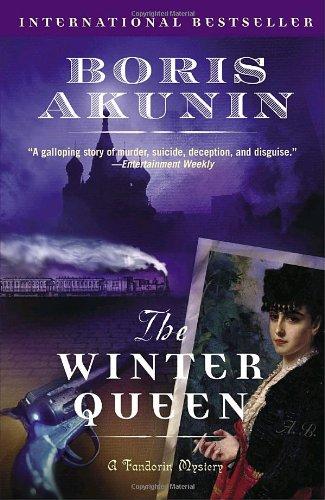 INTERNATIONAL BESTSELLER
BORIS
AKUNIN
"A galloping story of murder, suicide, deception, and disguise."
—Entertainment Weekly
The
WINTER
QUEEN
A.B.
A Fandorin Mystery